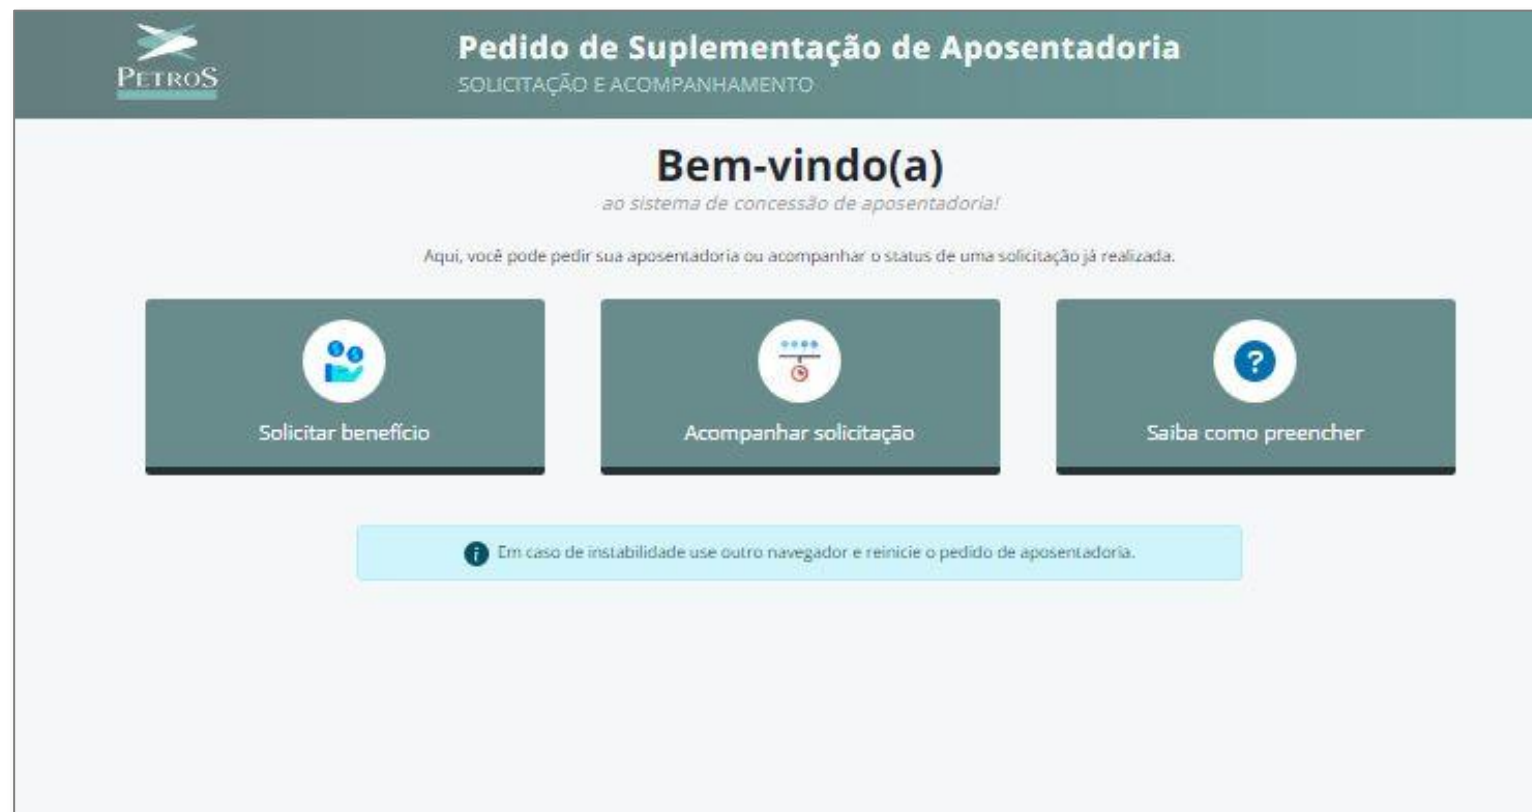 PETROS
Pedido de Suplementação de Aposentadoria
SOLICITAÇÃO E ACOMPANHAMENTO
Bem-vindo(a)
ao sistema de concessão de aposentadoria!
Aqui, você pode pedir sua aposentadoria ou acompanhar o status de uma solicitação já realizada.
Solicitar benefício
Acompanhar solicitação
Saiba como preencher
Em caso de instabilidade use outro navegador e reinicie o pedido de aposentadoria.